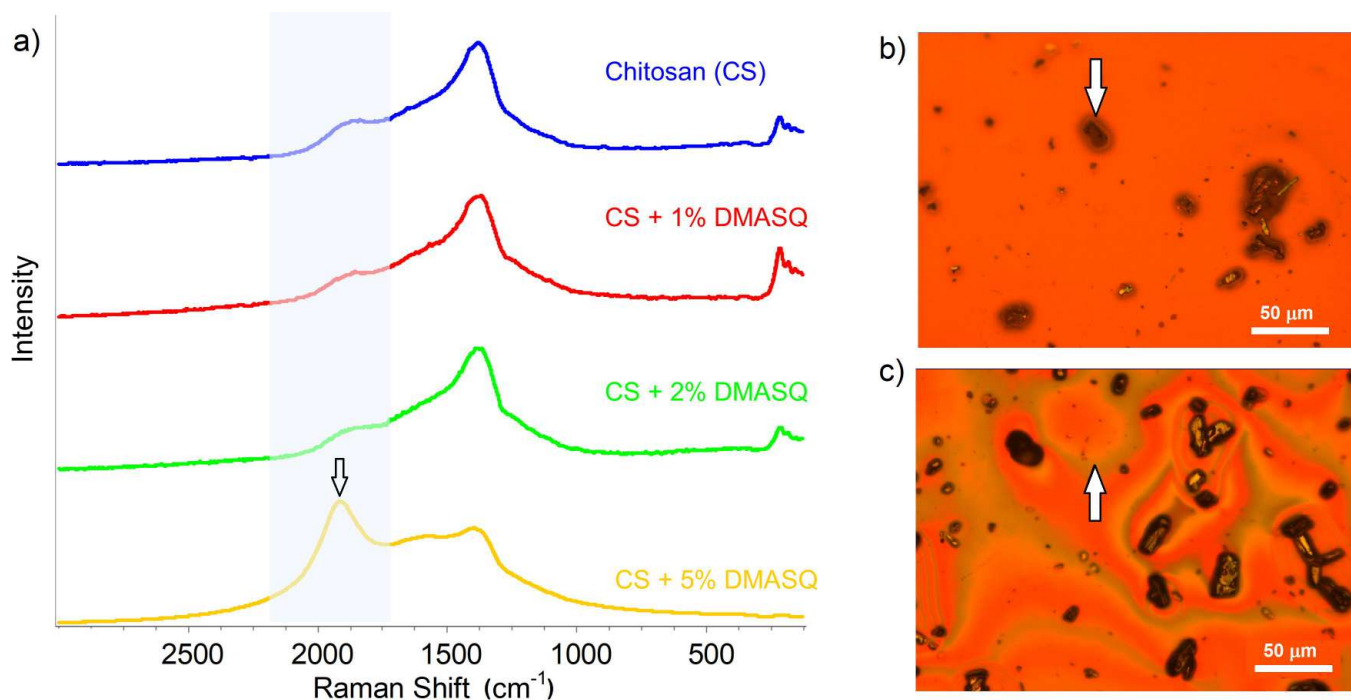 a)
Chitosan (CS)
CS + 1% DMASQ
CS + 2% DMASQ
CS + 5% DMASQ
Intensity
2500 2000 1500 1000 500
Raman Shift (cm⁻¹)
b)
50 μm
c)
50 μm